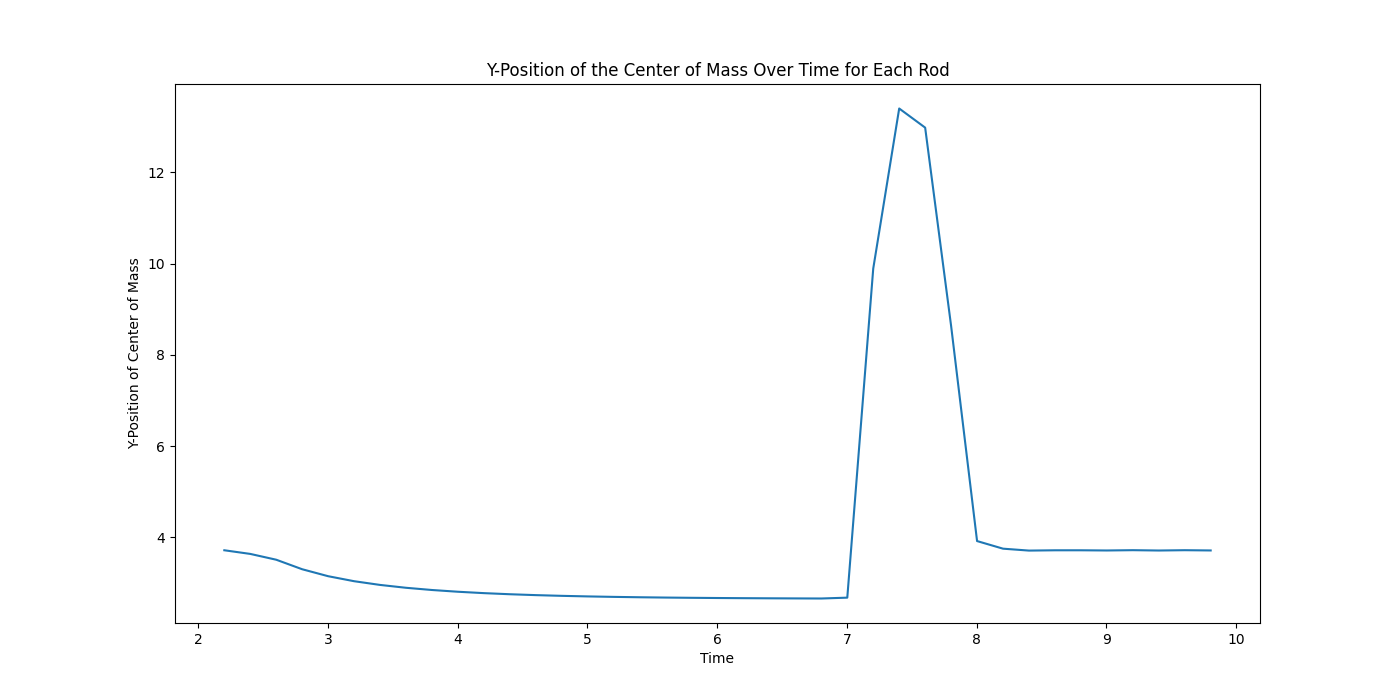 Y-Position of the Center of Mass Over Time for Each Rod
Y-Position of Center of Mass
12
10
8
6
4
2 3 4 5 6 7 8 9 10
Time